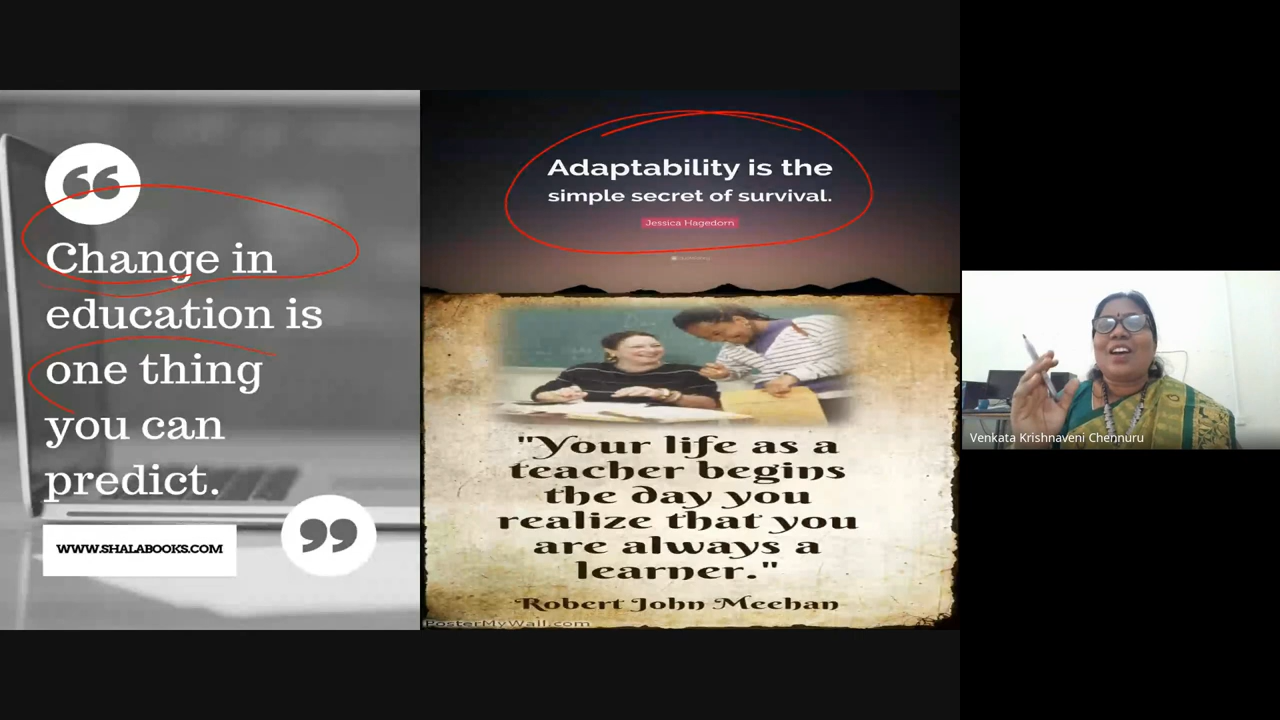 Change in
education is
one thing
you can
predict.
WWW.SHALABOOKS.COM
Adaptability is the
simple secret of survival.
Jessica Hagedorn
"Your life as a
teacher begins
the day you
realize that you
are always a
learner."
Robert John Meehan
PosterMyWall.com
Venkata Krishnaveni Chennuru